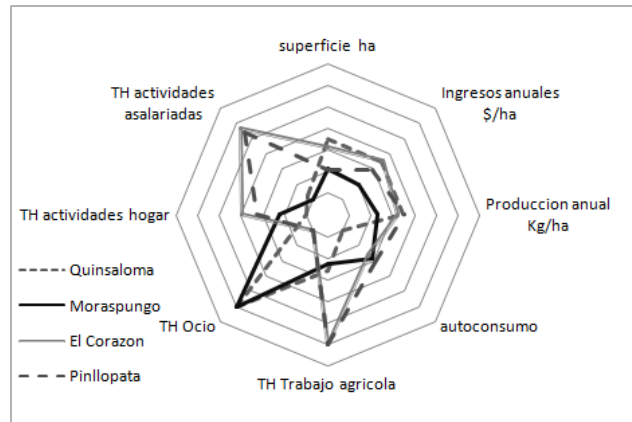 superficie ha
Ingresos anuales
$/ha
Produccion anual
Kg/ha
autoconsumo
TH Trabajo agricola
TH Ocio
TH actividades hogar
TH actividades
asalariadas
Quinsaloma
Moraspungo
El Corazon
Pinllopata